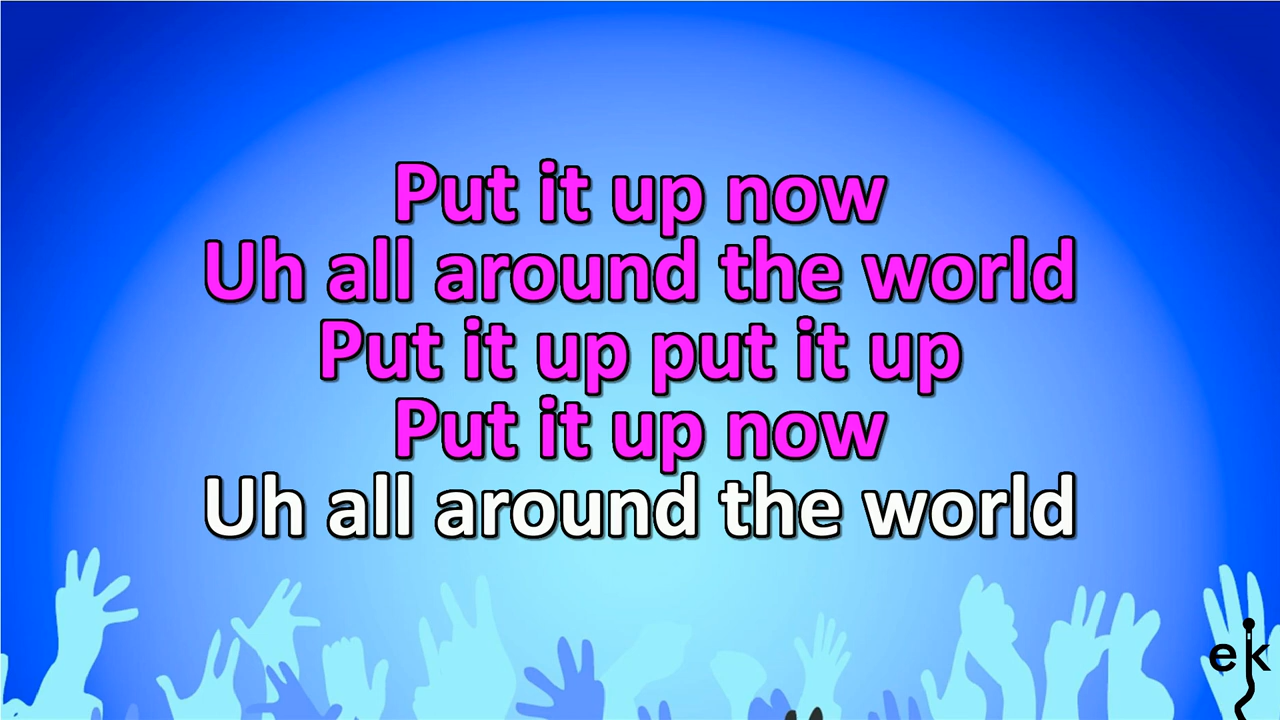 Put it up now
Uh all around the world
Put it up put it up
Put it up now
Uh all around the world
ek